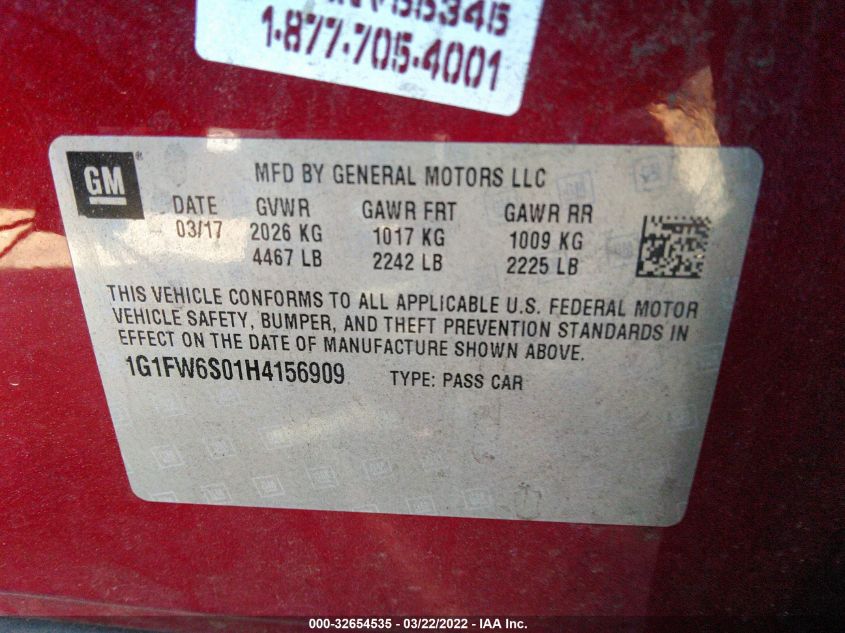 5345
1-877-705-4001
GM
MFD BY GENERAL MOTORS LLC
DATE GVWR GAWR FRT GAWR RR
03/17 2026 KG 1017 KG 1009 KG
4467 LB 2242 LB 2225 LB
THIS VEHICLE CONFORMS TO ALL APPLICABLE U.S. FEDERAL MOTOR
VEHICLE SAFETY, BUMPER, AND THEFT PREVENTION STANDARDS IN
EFFECT ON THE DATE OF MANUFACTURE SHOWN ABOVE.
1G1FW6S01H4156909 TYPE: PASS CAR
000-32654535 - 03/22/2022 - IAA Inc.